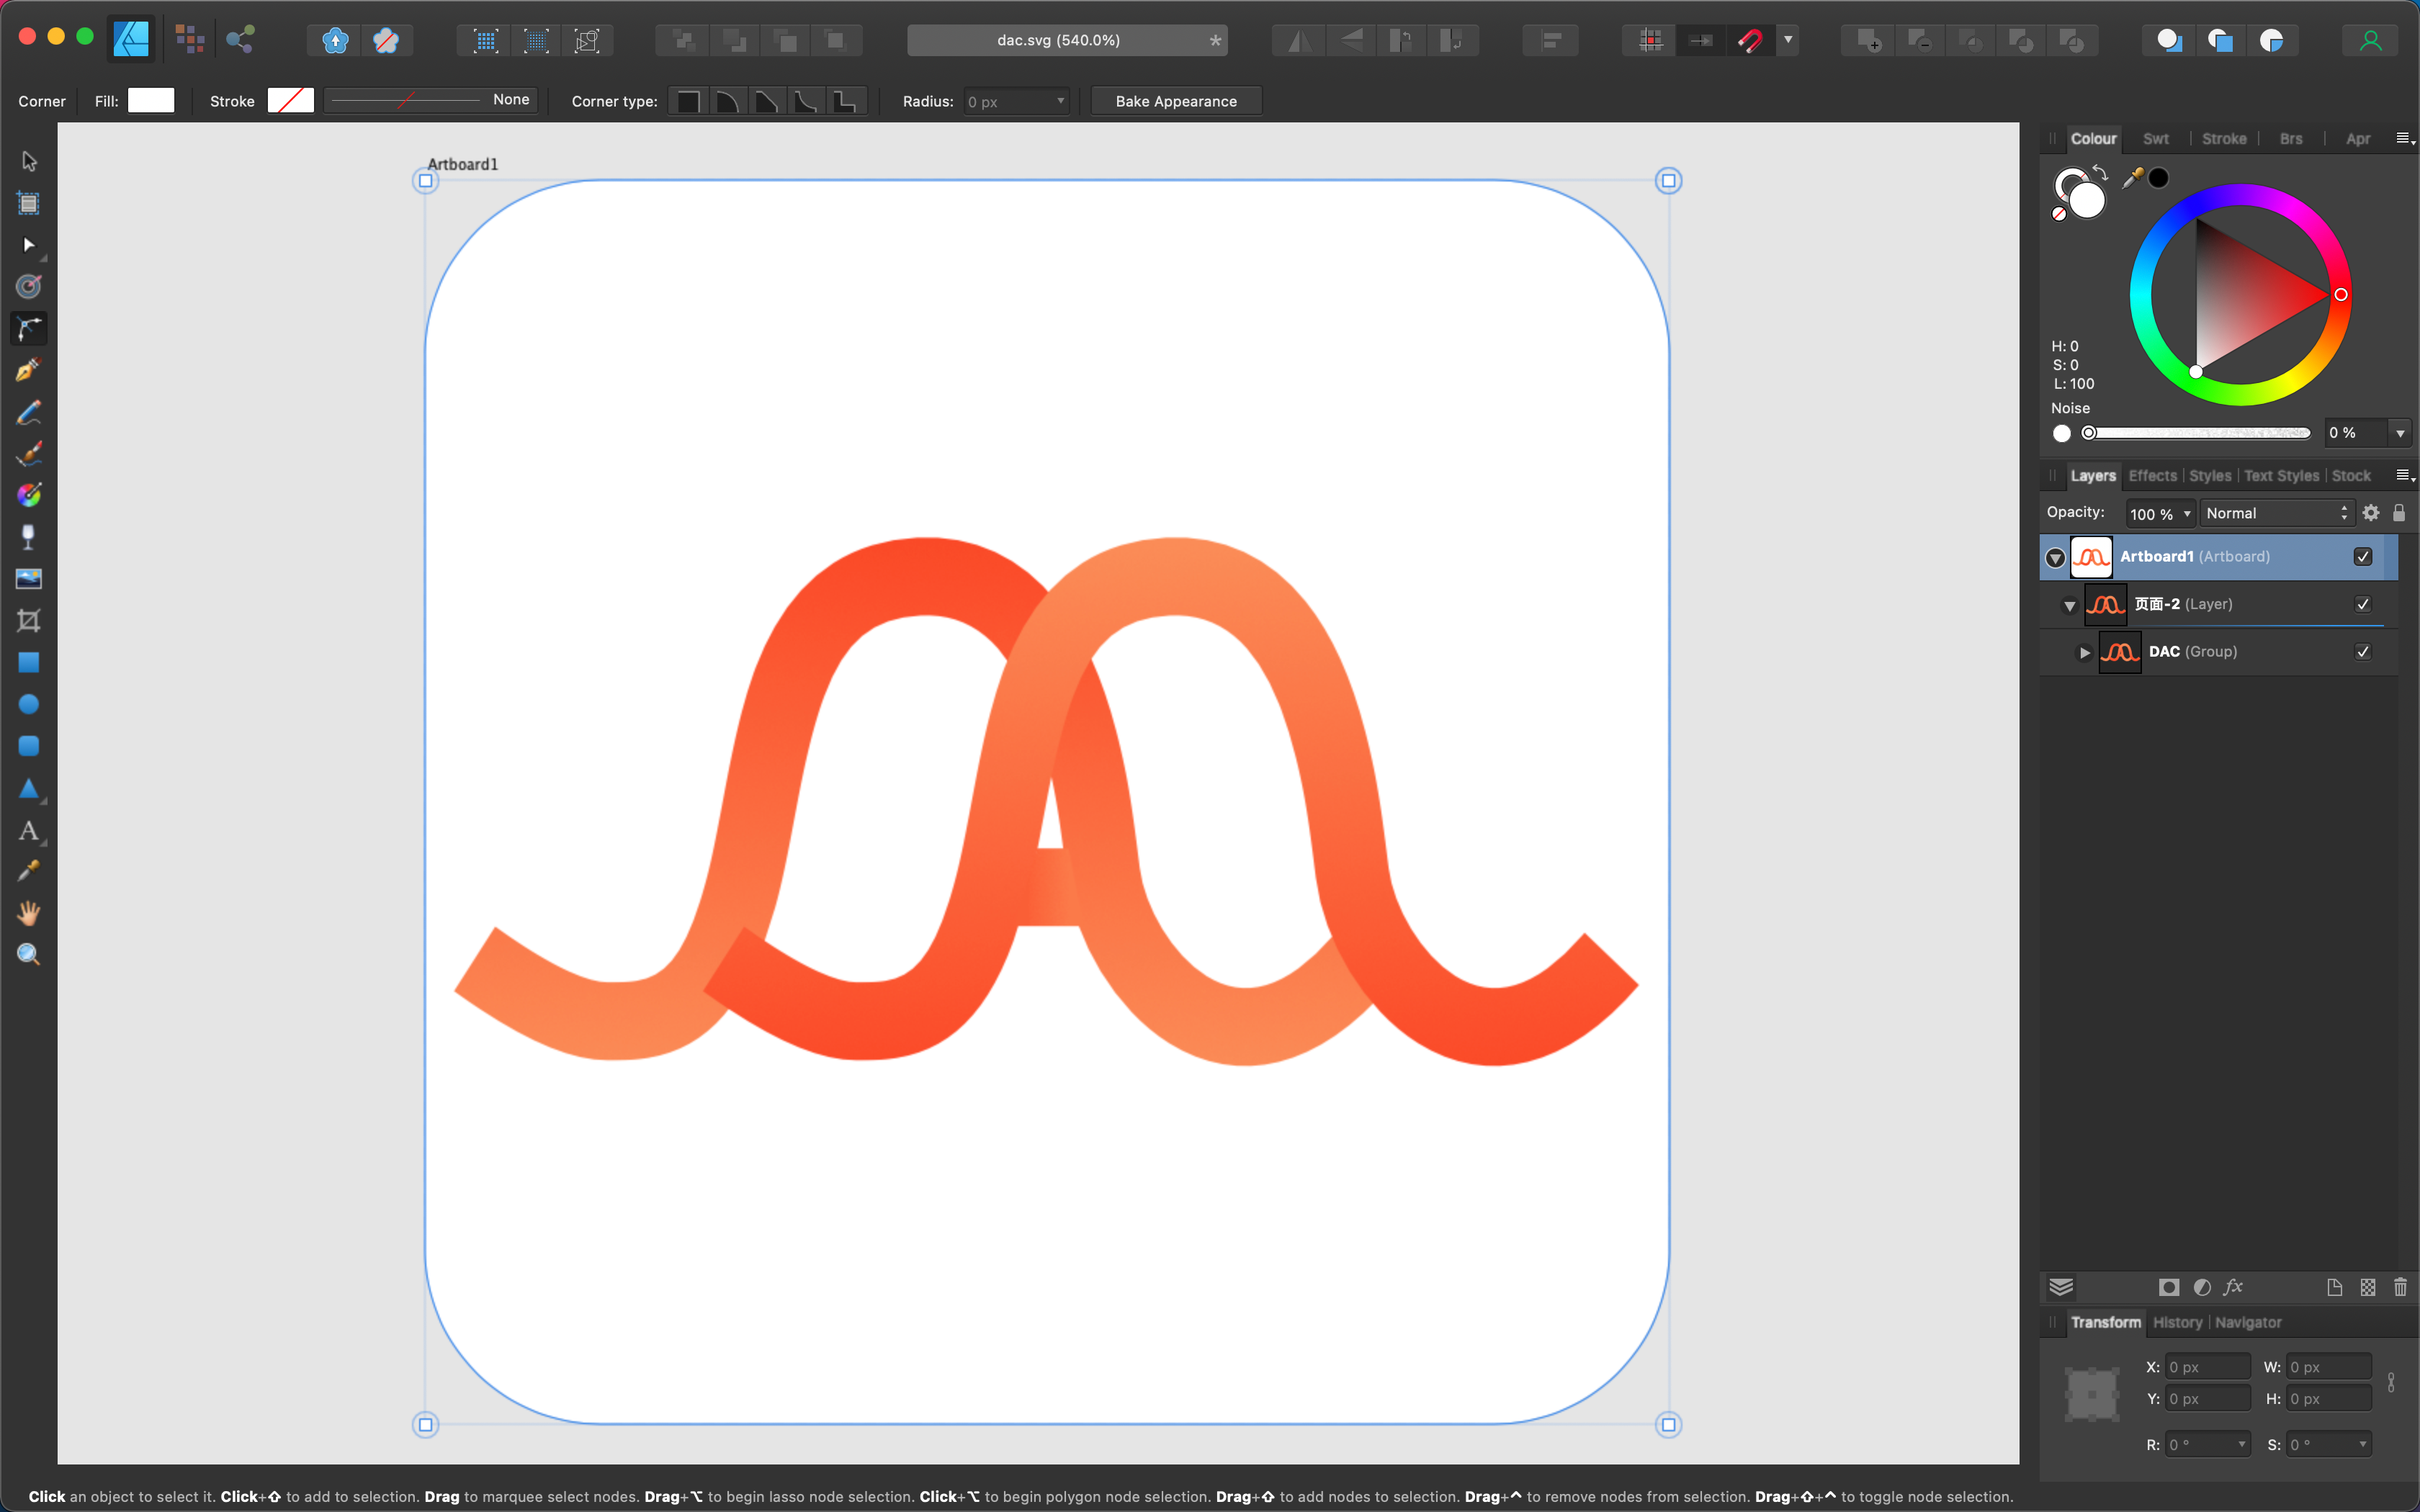 dac.svg (540.0%) *
Corner Fill: Stroke None Corner type: Radius: 0 px Bake Appearance
Artboard1
Colour Swt Stroke Brs Apr
H: 0
S: 0
L: 100
Noise
0 %
Layers Effects Styles Text Styles Stock
Opacity: 100 % Normal
Artboard1 (Artboard)
页面-2 (Layer)
DAC (Group)
fx
Transform History Navigator
X: 0 px W: 0 px
Y: 0 px H: 0 px
R: 0 ° S: 0 °
Click an object to select it. Click+⇧ to add to selection. Drag to marquee select nodes. Drag+⌥ to begin lasso node selection. Click+⌥ to begin polygon node selection. Drag+⇧ to add nodes to selection. Drag+^ to remove nodes from selection. Drag+⇧+^ to toggle node selection.